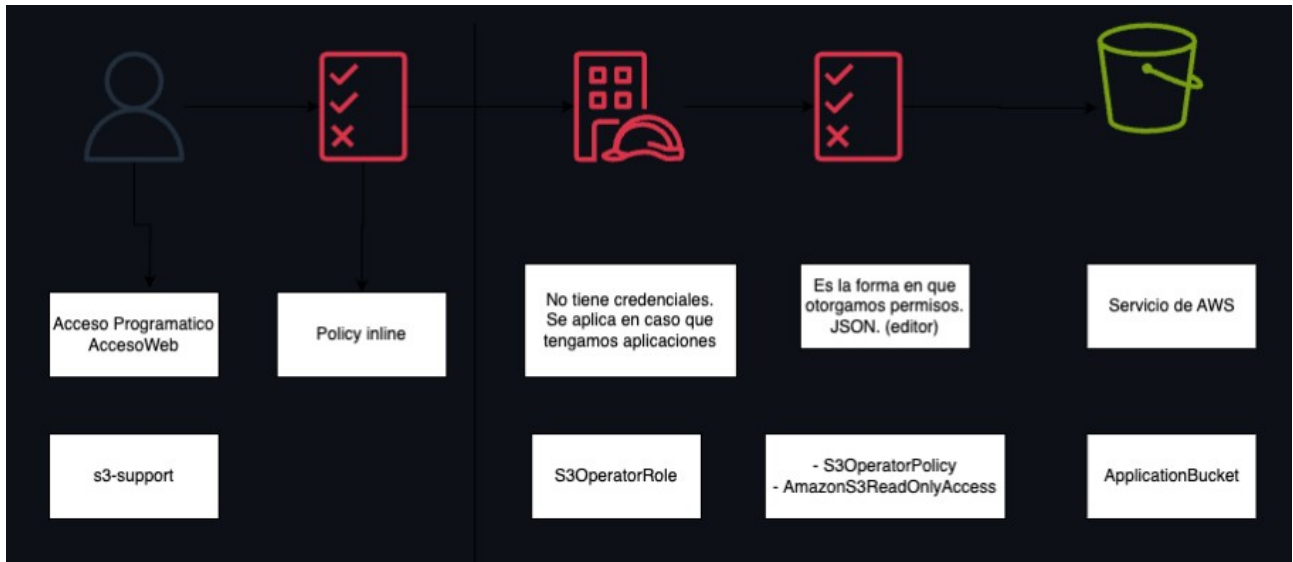 Acceso Programatico
AccesoWeb
Policy inline
No tiene credenciales.
Se aplica en caso que
tengamos aplicaciones
Es la forma en que
otorgamos permisos.
JSON. (editor)
Servicio de AWS
s3-support
S3OperatorRole
- S3OperatorPolicy
- AmazonS3ReadOnlyAccess
ApplicationBucket